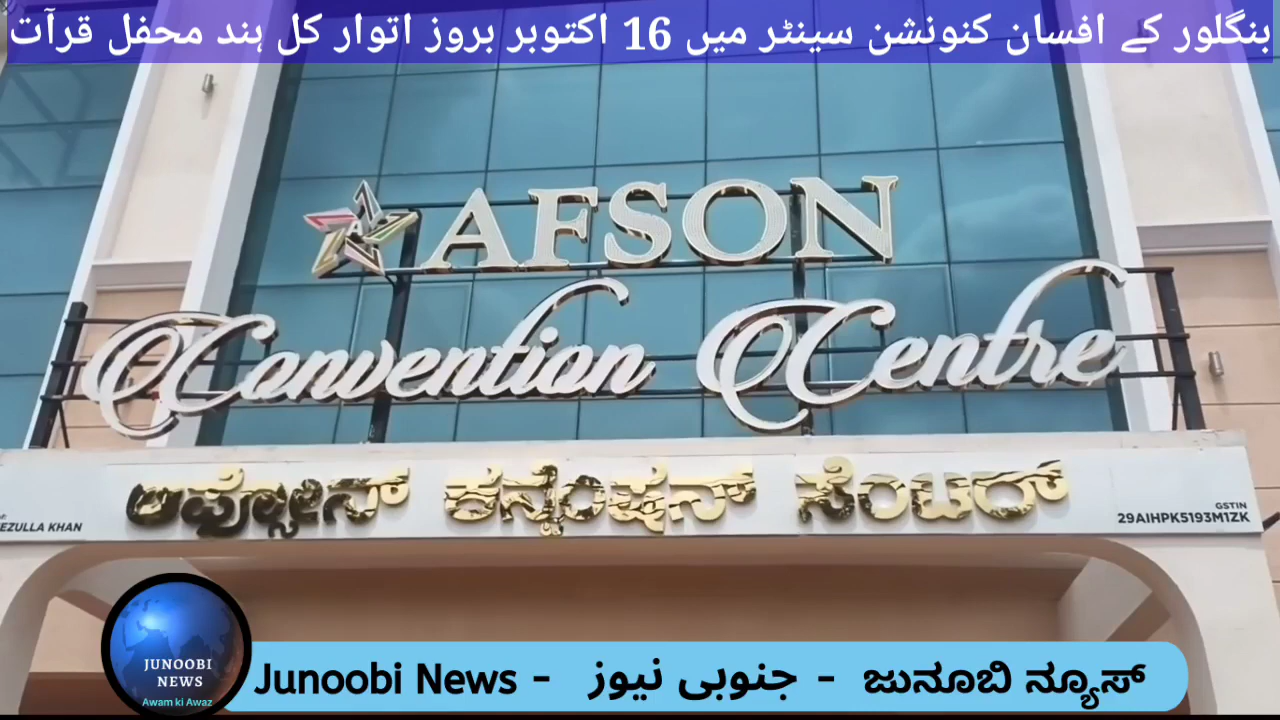 بنگلور کے افسان کنونشن سینٹر میں 16 اکتوبر بروز اتوار کل ہند محفل قرآت
AFSON
Convention Centre
ಆಫ್ಸೋನ್ ಕನ್ವೆಂಷನ್ ಸೆಂಟರ್
EZULLA KHAN
GSTIN
29AIHPK5193M1ZK
JUNOOBI
NEWS
Awam ki Awaz
Junoobi News - جنوبی نیوز - ಜುನೂಬಿ ನ್ಯೂಸ್